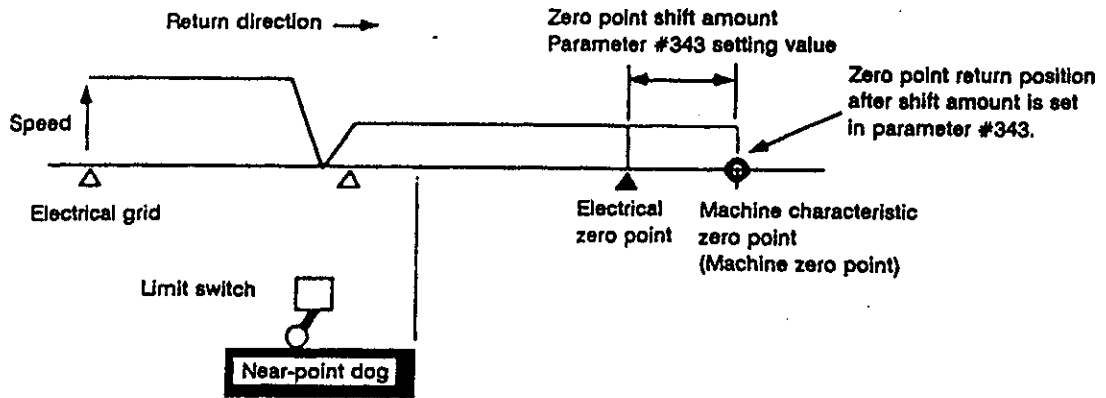 Return direction
Zero point shift amount
Parameter #343 setting value
Zero point return position
after shift amount is set
in parameter #343.
Speed
Electrical grid
Electrical
zero point
Machine characteristic
zero point
(Machine zero point)
Limit switch
Near-point dog